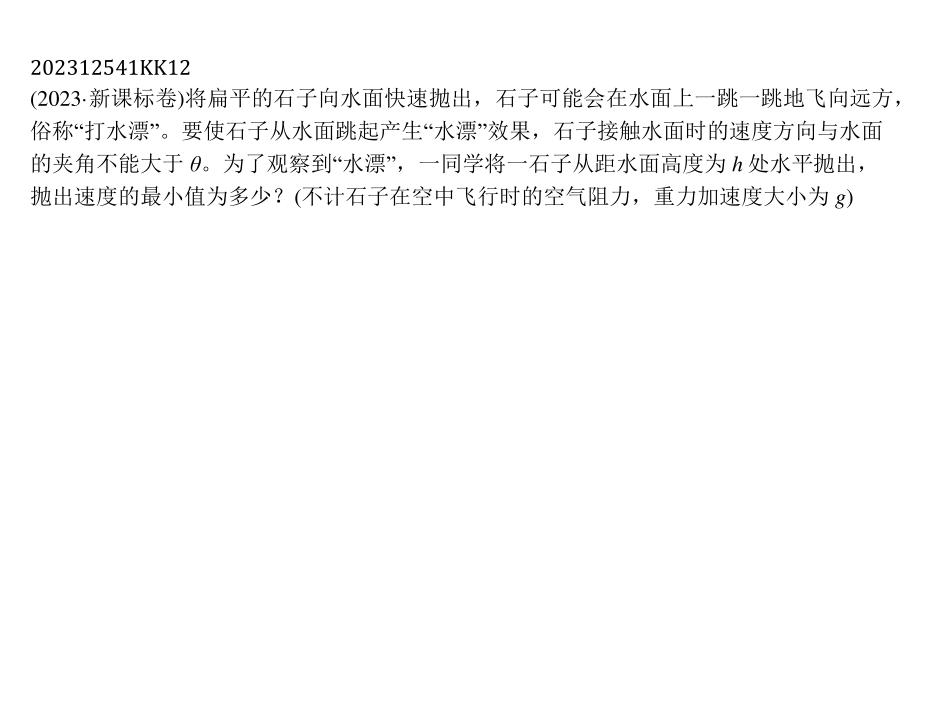 202312541KK12
(2023·新课标卷)将扁平的石子向水面快速抛出，石子可能会在水面上一跳一跳地飞向远方，
俗称“打水漂”。要使石子从水面跳起产生“水漂”效果，石子接触水面时的速度方向与水面
的夹角不能大于 θ。为了观察到“水漂”，一同学将一石子从距水面高度为 h 处水平抛出，
抛出速度的最小值为多少？(不计石子在空中飞行时的空气阻力，重力加速度大小为 g)